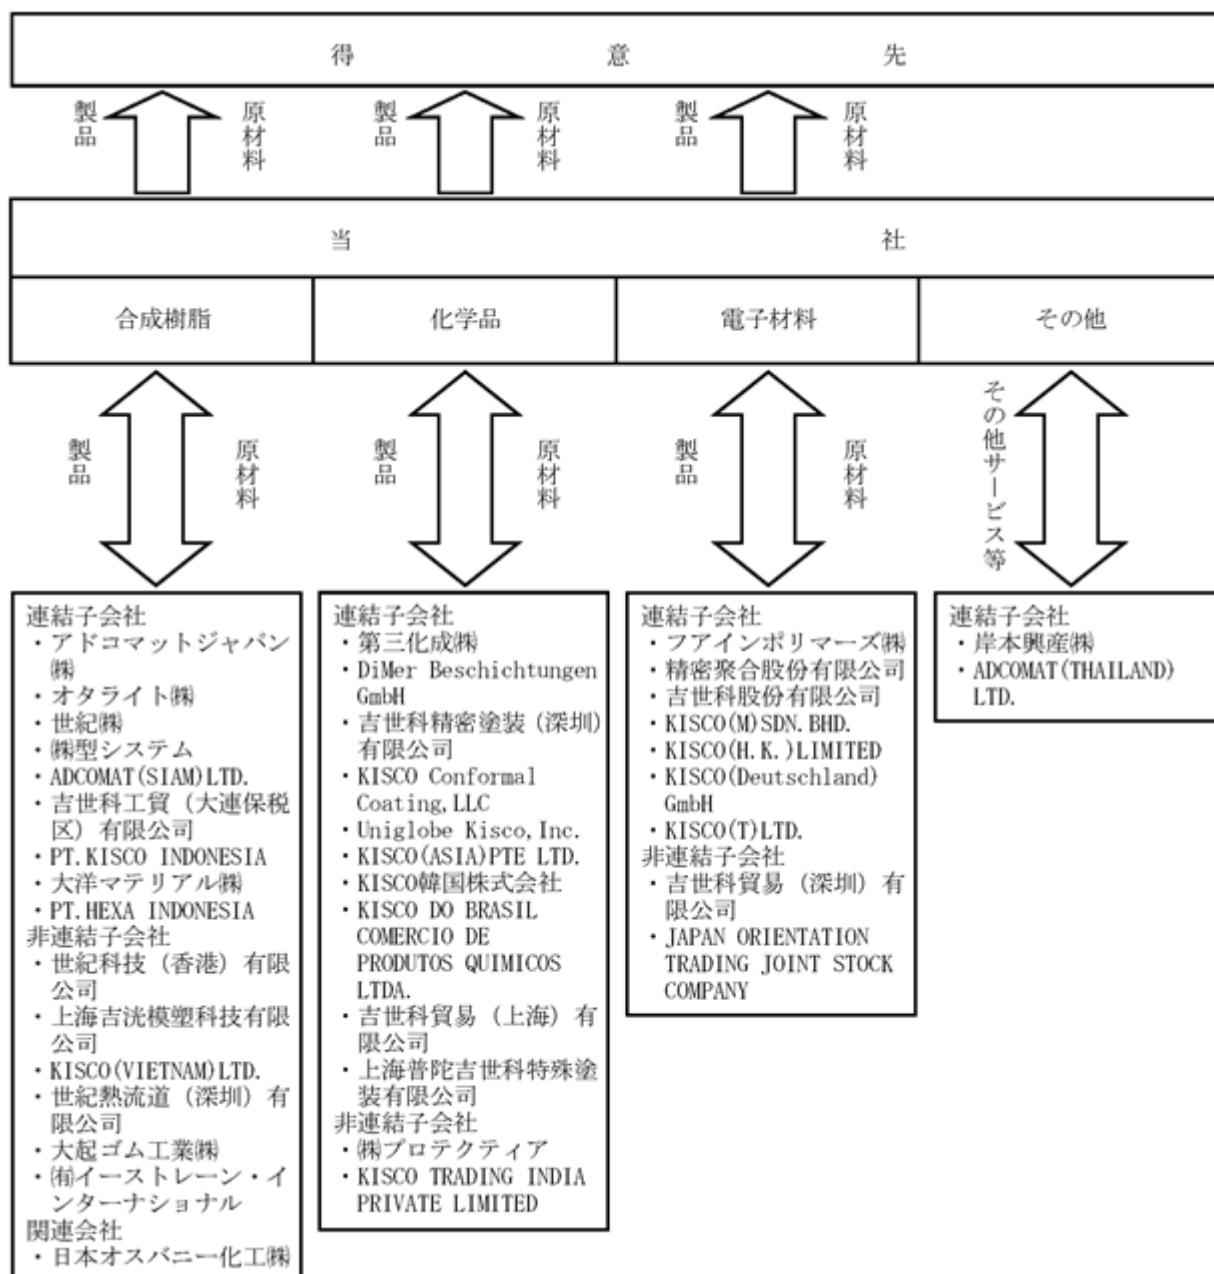 得意先
製品
原材料
製品
原材料
製品
原材料
当社
合成樹脂
化学品
電子材料
その他
製品
原材料
製品
原材料
製品
原材料
その他サービス等
連結子会社
・アドコマットジャパン
㈱
・オタライト㈱
・世紀㈱
・㈱型システム
・ADCOMAT(SIAM)LTD.
・吉世科工貿（大連保税
区）有限公司
・PT.KISCO INDONESIA
・大洋マテリアル㈱
・PT.HEXA INDONESIA
非連結子会社
・世紀科技（香港）有限
公司
・上海吉洸模塑科技有限
公司
・KISCO(VIETNAM)LTD.
・世紀熱流道（深圳）有
限公司
・大起ゴム工業㈱
・㈲イーストレーン・イ
ンターナショナル
関連会社
・日本オスバニー化工㈱
連結子会社
・第三化成㈱
・DiMer Beschichtungen
GmbH
・吉世科精密塗装（深圳）
有限公司
・KISCO Conformal
Coating,LLC
・Uniglobe Kisco,Inc.
・KISCO(ASIA)PTE LTD.
・KISCO韓国株式会社
・KISCO DO BRASIL
COMERCIO DE
PRODUTOS QUIMICOS
LTDA.
・吉世科貿易（上海）有
限公司
・上海普陀吉世科特殊塗
装有限公司
非連結子会社
・㈱プロテクティア
・KISCO TRADING INDIA
PRIVATE LIMITED
連結子会社
・フアインポリマーズ㈱
・精密聚合股份有限公司
・吉世科股份有限公司
・KISCO(M)SDN.BHD.
・KISCO(H.K.)LIMITED
・KISCO(Deutschland)
GmbH
・KISCO(T)LTD.
非連結子会社
・吉世科貿易（深圳）有
限公司
・JAPAN ORIENTATION
TRADING JOINT STOCK
COMPANY
連結子会社
・岸本興産㈱
・ADCOMAT(THAILAND)
LTD.